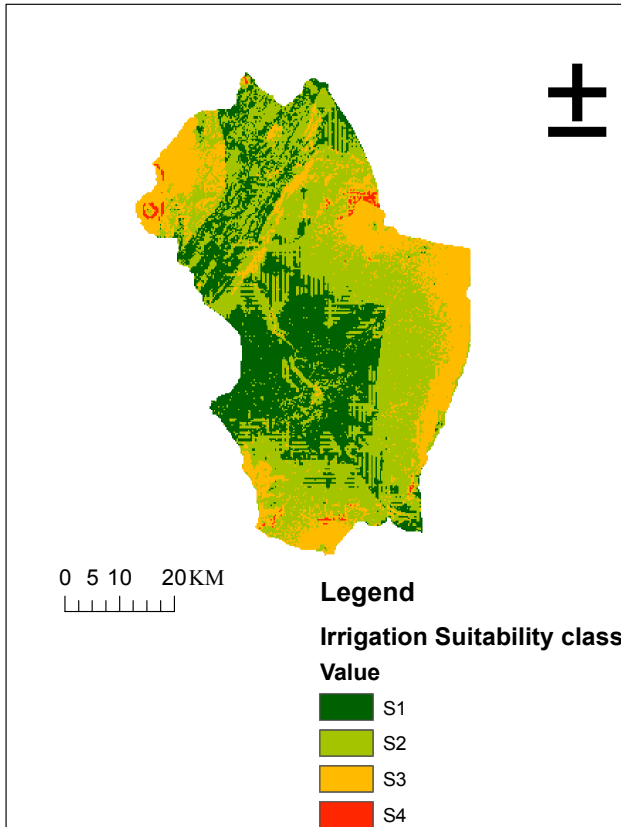 0 5 10 20 KM
Legend
Irrigation Suitability class
Value
S1
S2
S3
S4